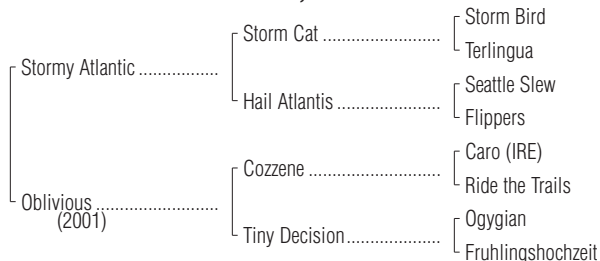 Storm Bird
Storm Cat ........................
Terlingua
Stormy Atlantic ................
Seattle Slew
Hail Atlantis .....................
Flippers
Caro (IRE)
Cozzene ...........................
Ride the Trails
Oblivious .........................
(2001)
Ogygian
Tiny Decision....................
Fruhlingshochzeit